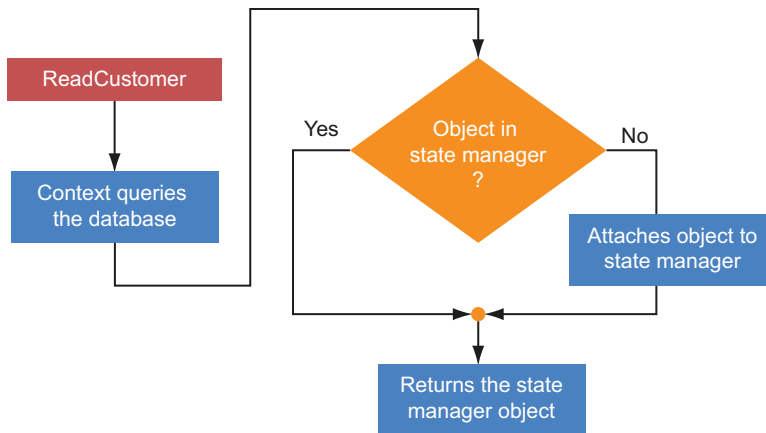 ReadCustomer
Context queries
the database
Object in
state manager
?
Yes
No
Attaches object to
state manager
Returns the state
manager object